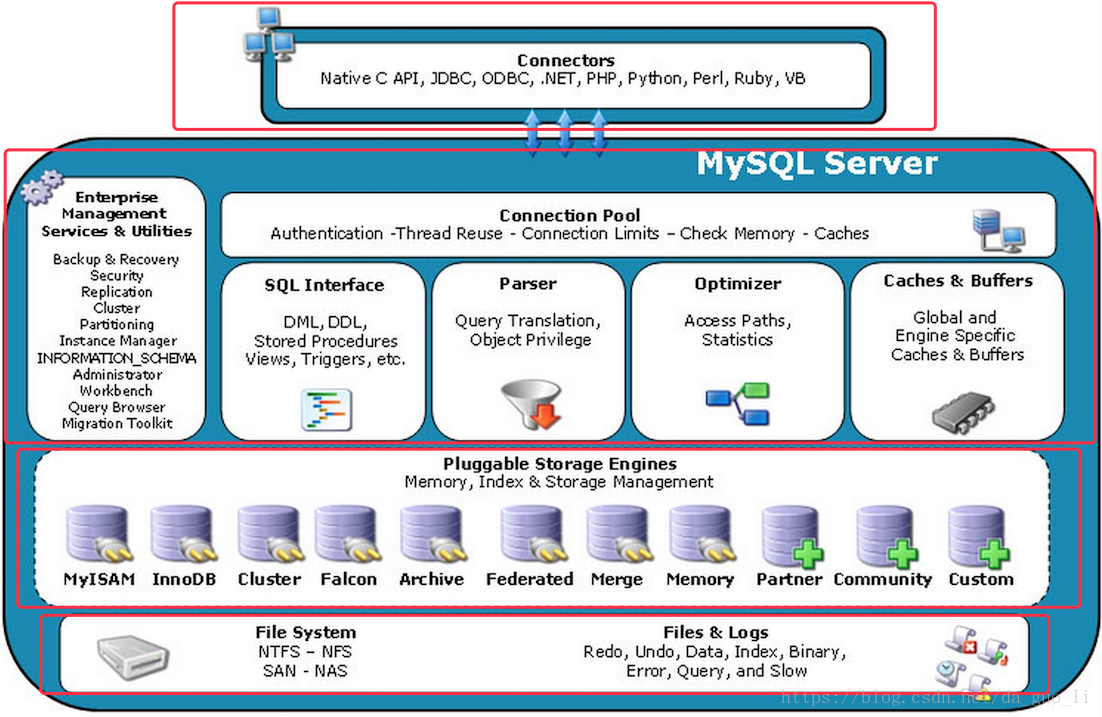 Connectors
Native C API, JDBC, ODBC, .NET, PHP, Python, Perl, Ruby, VB
MySQL Server
Enterprise
Management
Services & Utilities
Backup & Recovery
Security
Replication
Cluster
Partitioning
Instance Manager
INFORMATION_SCHEMA
Administrator
Workbench
Query Browser
Migration Toolkit
Connection Pool
Authentication -Thread Reuse - Connection Limits – Check Memory - Caches
SQL Interface
DML, DDL,
Stored Procedures
Views, Triggers, etc.
Parser
Query Translation,
Object Privilege
Optimizer
Access Paths,
Statistics
Caches & Buffers
Global and
Engine Specific
Caches & Buffers
Pluggable Storage Engines
Memory, Index & Storage Management
MyISAM InnoDB Cluster Falcon Archive Federated Merge Memory Partner Community Custom
File System
NTFS – NFS
SAN - NAS
Files & Logs
Redo, Undo, Data, Index, Binary,
Error, Query, and Slow
https://blog.csdn.net/da_guo_li